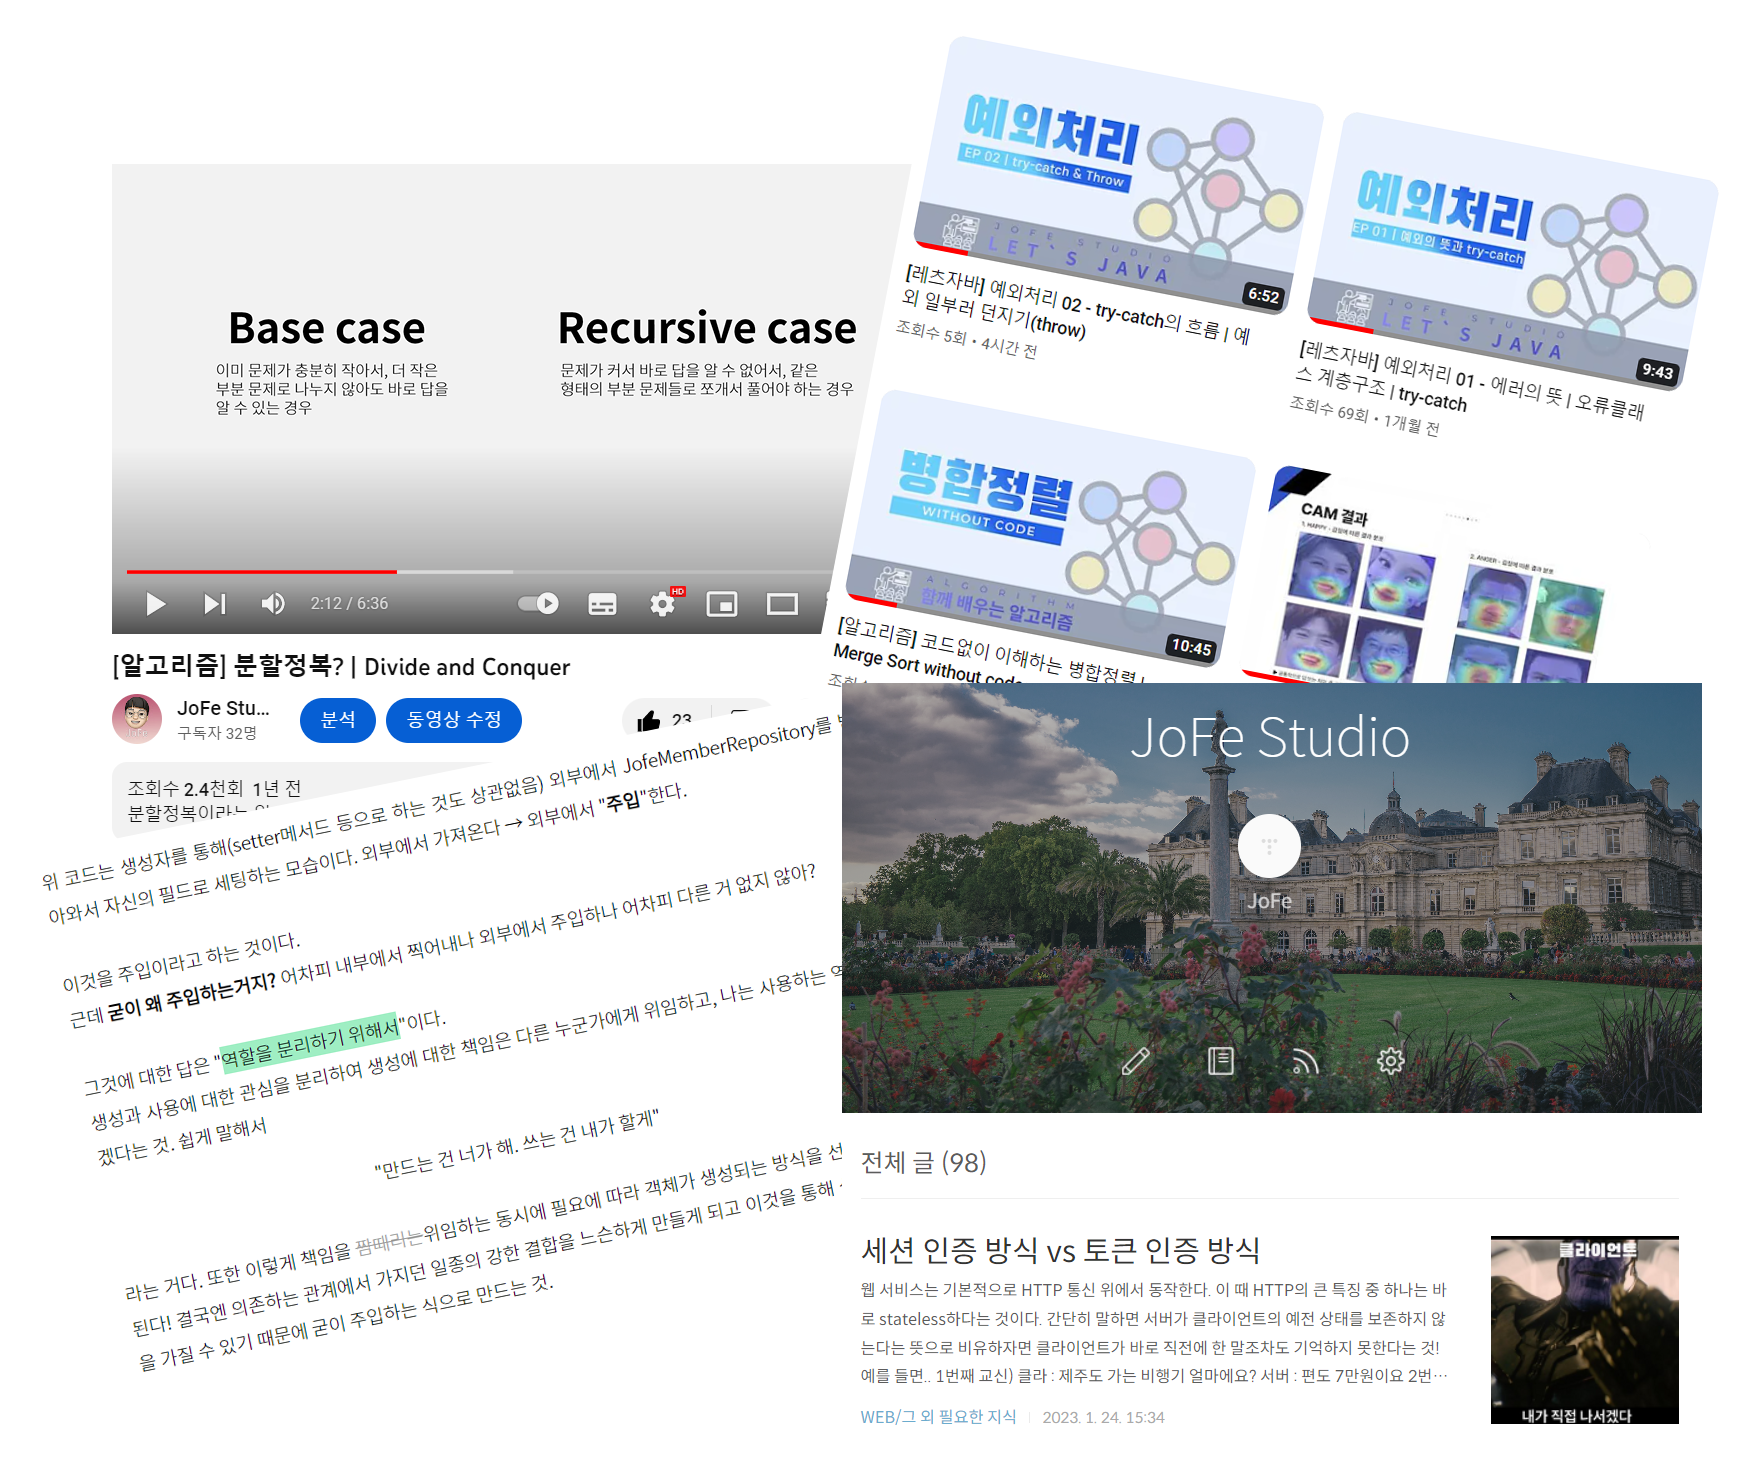 Base case
이미 문제가 충분히 작아서, 더 작은
부분 문제로 나누지 않아도 바로 답을
알 수 있는 경우
Recursive case
문제가 커서 바로 답을 알 수 없어서, 같은
형태의 부분 문제들로 쪼개서 풀어야 하는 경우
2:12 / 6:36
HD
[알고리즘] 분할정복? | Divide and Conquer
JoFe Stu...
구독자 32명
분석
동영상 수정
23
조회수 2.4천회 1년 전
분할정복이라는
예외처리
EP 02 | try-catch & Throw
JOFE STUDIO
LET`S JAVA
6:52
[레츠자바] 예외처리 02 - try-catch의 흐름 | 예
외 일부러 던지기(throw)
조회수 5회 • 4시간 전
예외처리
EP 01 | 예외의 뜻과 try-catch
JOFE STUDIO
LET`S JAVA
9:43
[레츠자바] 예외처리 01 - 에러의 뜻 | 오류클래
스 계층구조 | try-catch
조회수 69회 • 1개월 전
병합정렬
WITHOUT CODE
ALGORITHM
함께 배우는 알고리즘
10:45
[알고리즘] 코드없이 이해하는 병합정렬 |
Merge Sort without code
CAM 결과
1. HAPPY - 감정에 따른 결과 분포
2. ANGER - 감정에 따른 결과 분포
위 코드는 생성자를 통해(setter메서드 등으로 하는 것도 상관없음) 외부에서 JofeMemberRepository를
아와서 자신의 필드로 세팅하는 모습이다. 외부에서 가져온다 → 외부에서 "주입"한다.
이것을 주입이라고 하는 것이다.
근데 굳이 왜 주입하는거지? 어차피 내부에서 찍어내나 외부에서 주입하나 어차피 다른 거 없지 않아?
그것에 대한 답은 "역할을 분리하기 위해서"이다.
생성과 사용에 대한 관심을 분리하여 생성에 대한 책임은 다른 누군가에게 위임하고, 나는 사용하는 역
겠다는 것. 쉽게 말해서
"만드는 건 너가 해. 쓰는 건 내가 할게"
라는 거다. 또한 이렇게 책임을 짬때리는위임하는 동시에 필요에 따라 객체가 생성되는 방식을 선
된다! 결국엔 의존하는 관계에서 가지던 일종의 강한 결합을 느슨하게 만들게 되고 이것을 통해
을 가질 수 있기 때문에 굳이 주입하는 식으로 만드는 것.
JoFe Studio
JoFe
전체 글 (98)
세션 인증 방식 vs 토큰 인증 방식
웹 서비스는 기본적으로 HTTP 통신 위에서 동작한다. 이 때 HTTP의 큰 특징 중 하나는 바
로 stateless하다는 것이다. 간단히 말하면 서버가 클라이언트의 예전 상태를 보존하지 않
는다는 뜻으로 비유하자면 클라이언트가 바로 직전에 한 말조차도 기억하지 못한다는 것!
예를 들면.. 1번째 교신) 클라 : 제주도 가는 비행기 얼마에요? 서버 : 편도 7만원이요 2번…
WEB/그 외 필요한 지식
2023. 1. 24. 15:34
클라이언트
내가 직접 나서겠다